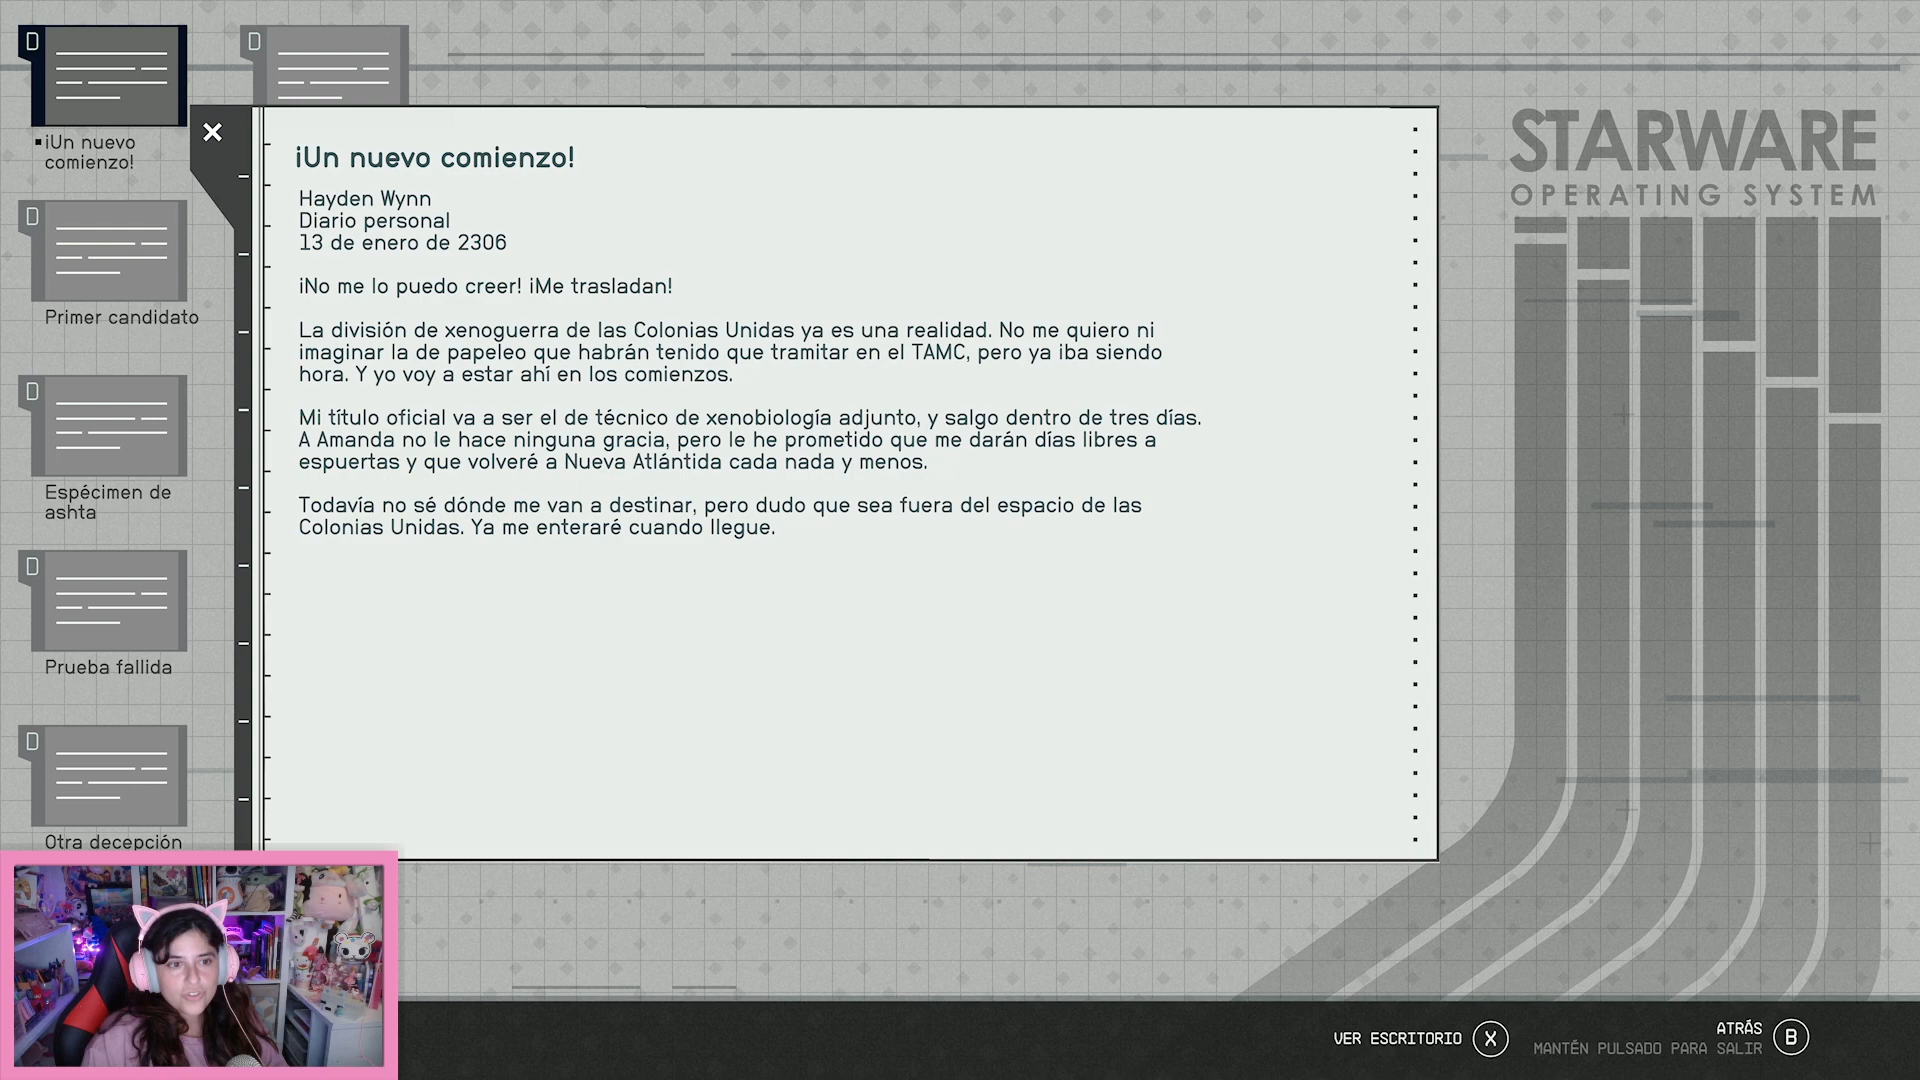 D
D
¡Un nuevo
comienzo!
D
Primer candidato
D
Espécimen de
ashta
D
Prueba fallida
D
Otra decepción
¡Un nuevo comienzo!
Hayden Wynn
Diario personal
13 de enero de 2306
¡No me lo puedo creer! ¡Me trasladan!
La división de xenoguerra de las Colonias Unidas ya es una realidad. No me quiero ni
imaginar la de papeleo que habrán tenido que tramitar en el TAMC, pero ya iba siendo
hora. Y yo voy a estar ahí en los comienzos.
Mi título oficial va a ser el de técnico de xenobiología adjunto, y salgo dentro de tres días.
A Amanda no le hace ninguna gracia, pero le he prometido que me darán días libres a
espuertas y que volveré a Nueva Atlántida cada nada y menos.
Todavía no sé dónde me van a destinar, pero dudo que sea fuera del espacio de las
Colonias Unidas. Ya me enteraré cuando llegue.
STARWARE
OPERATING SYSTEM
VER ESCRITORIO X
ATRÁS B
MANTÉN PULSADO PARA SALIR